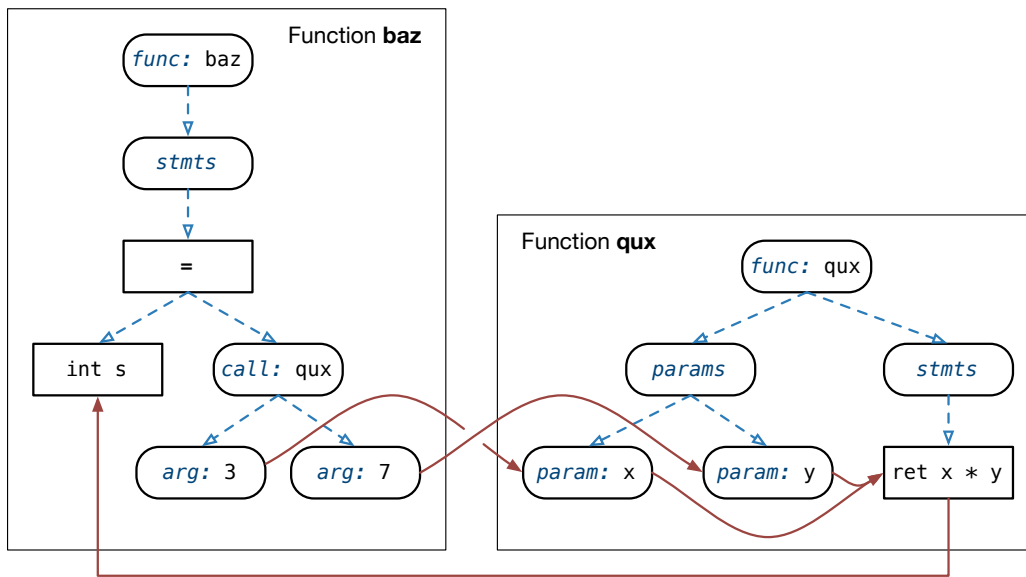 Function baz
func: baz
stmts
=
int s
call: qux
arg: 3
arg: 7
Function qux
func: qux
params
stmts
param: x
param: y
ret x * y